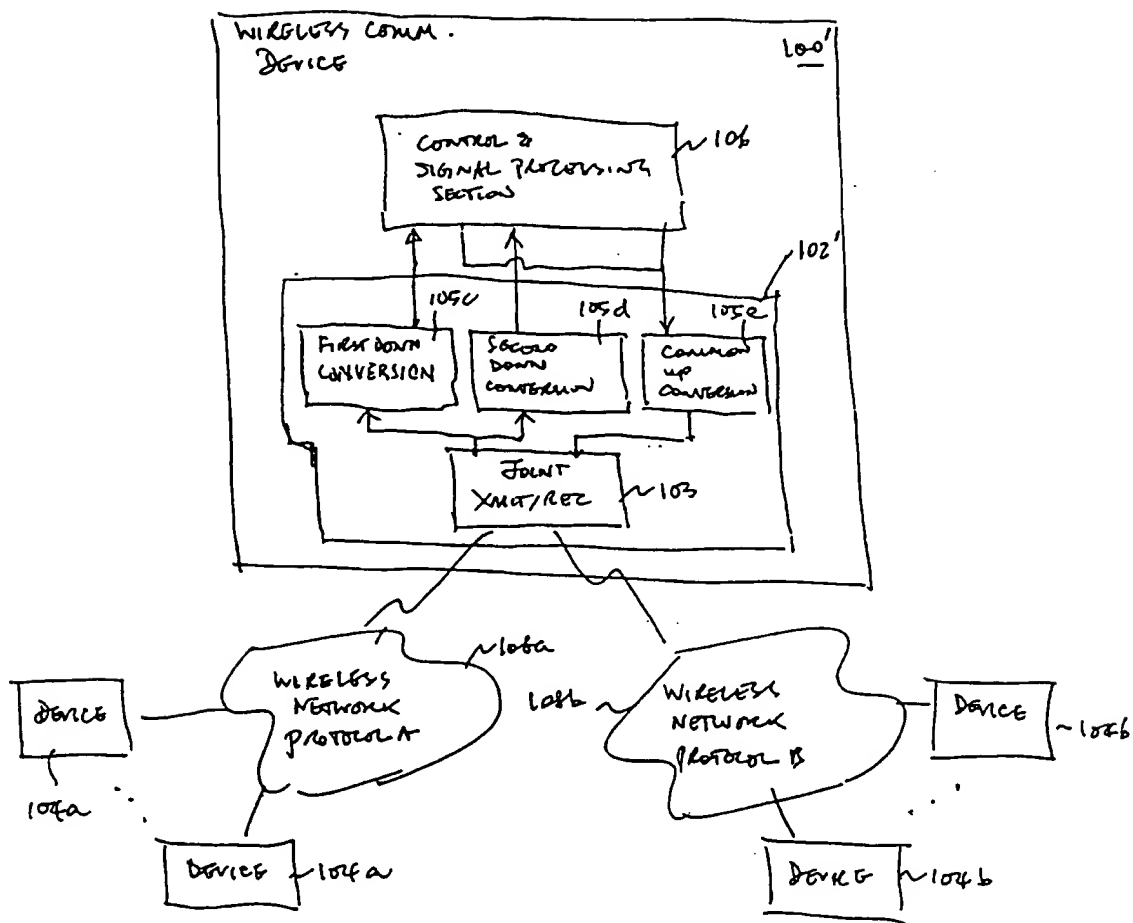 WIRELESS COMM.
DEVICE
100'
CONTROL &
SIGNAL PROCESSING
SECTION
106
102'
105c
105d
105e
FIRST DOWN
CONVERSION
SECOND
DOWN
CONVERSION
COMMON
UP
CONVERSION
JOINT
XMIT/REC
103
108a
WIRELESS
NETWORK
PROTOCOL A
108b
WIRELESS
NETWORK
PROTOCOL B
DEVICE
104a
DEVICE
104b
DEVICE
104a
DEVICE
104b